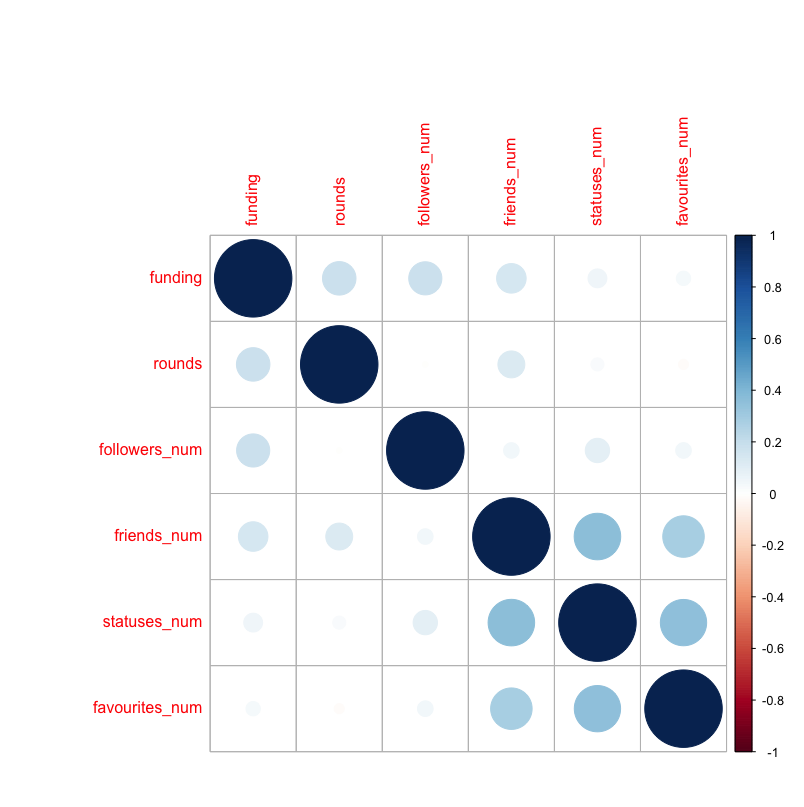 funding
rounds
followers_num
friends_num
statuses_num
favourites_num
funding
rounds
followers_num
friends_num
statuses_num
favourites_num
1
0.8
0.6
0.4
0.2
0
-0.2
-0.4
-0.6
-0.8
-1